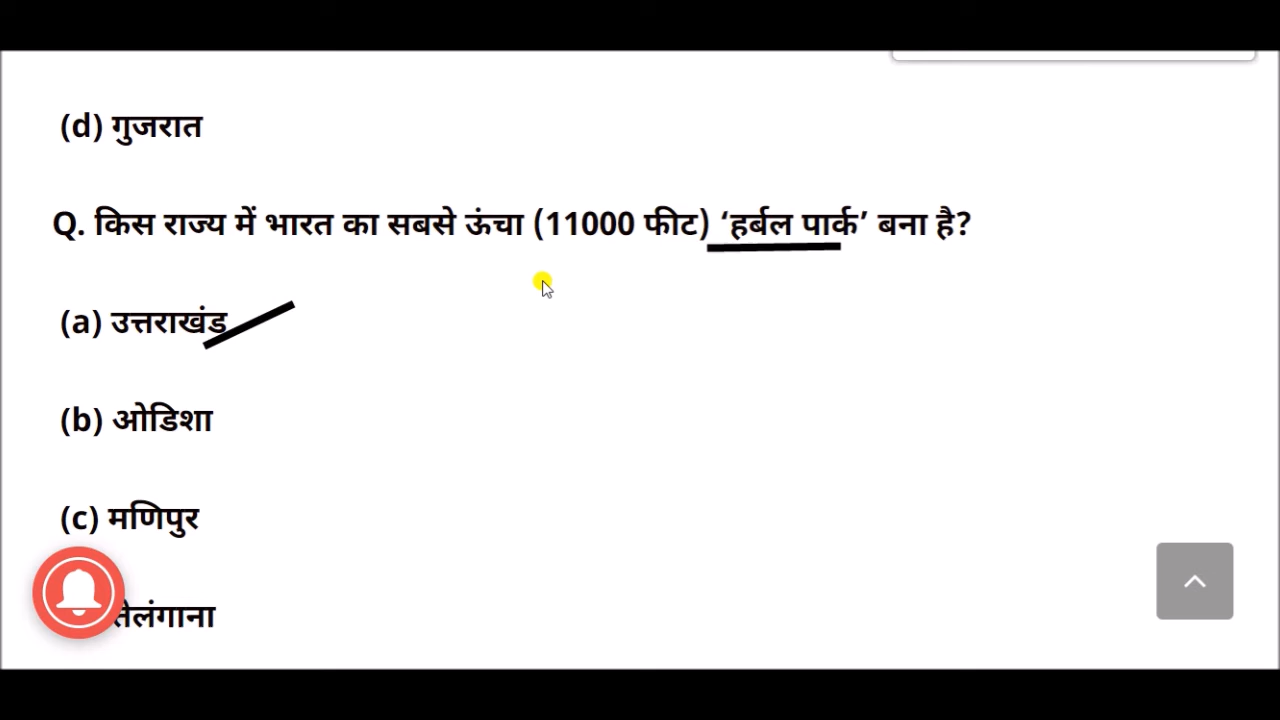 (d) गुजरात
Q. किस राज्य में भारत का सबसे ऊंचा (11000 फीट) ‘हर्बल पार्क’ बना है?
(a) उत्तराखंड
(b) ओडिशा
(c) मणिपुर
तेलंगाना